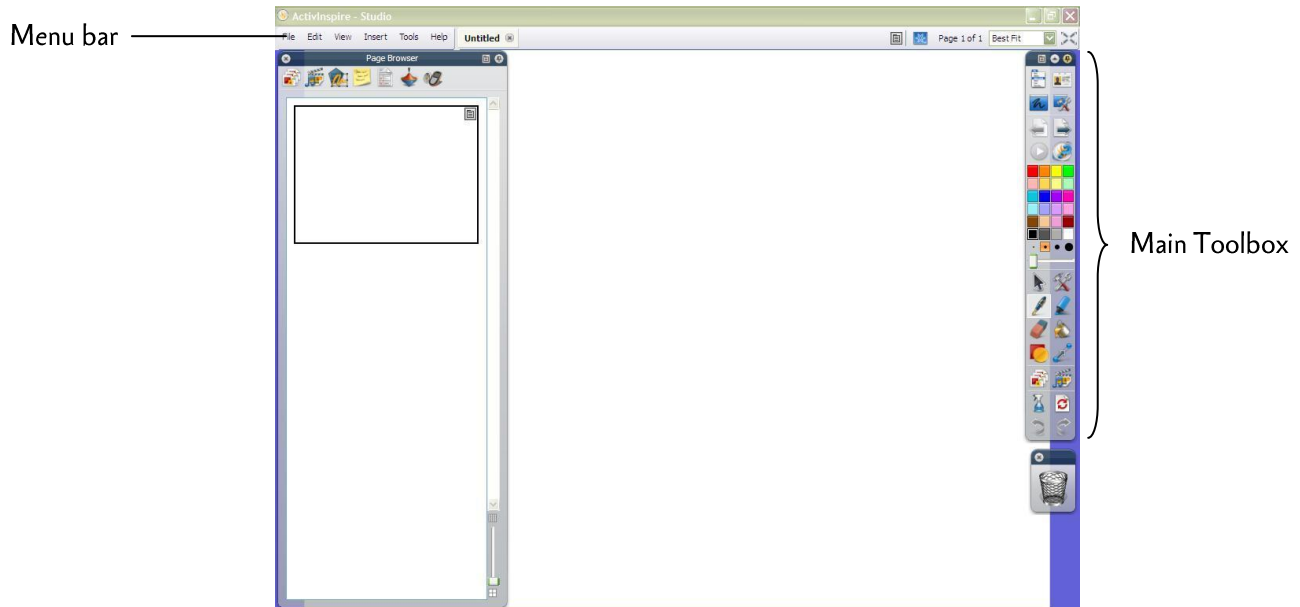 ActivInspire - Studio
Menu bar
File Edit View Insert Tools Help Untitled Page 1 of 1 Best Fit
Page Browser
Main Toolbox